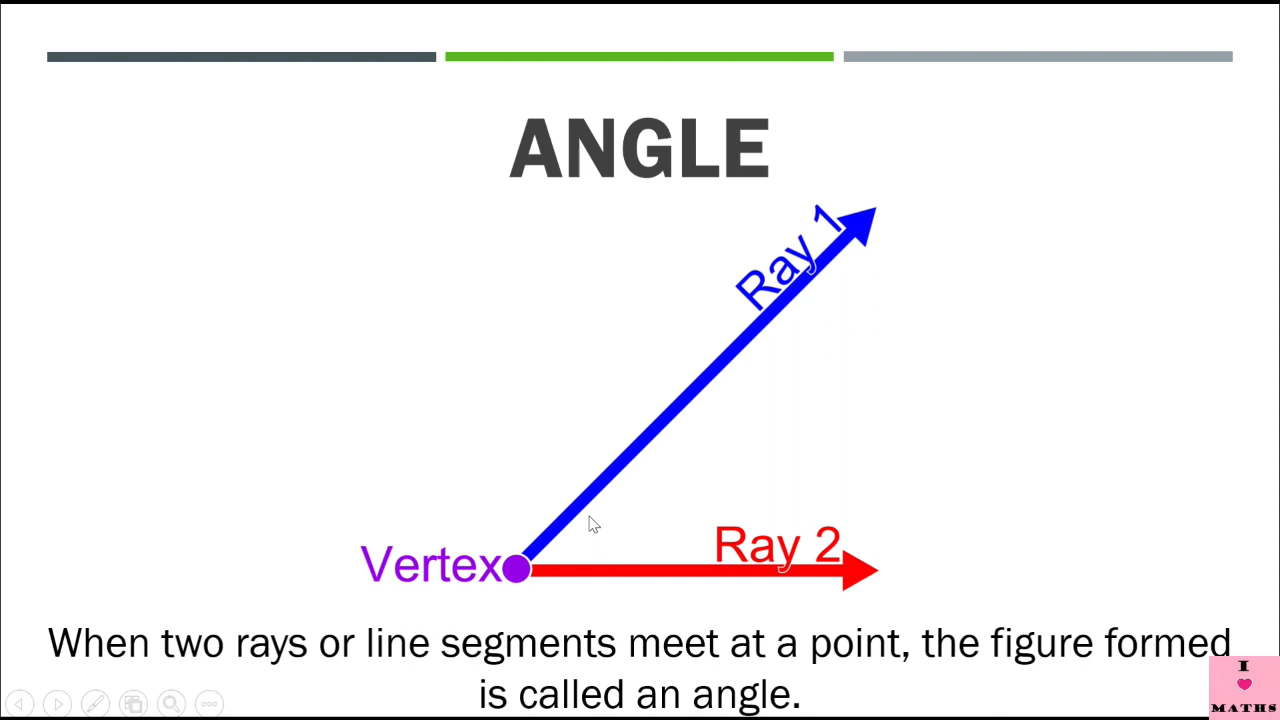 ANGLE
Ray 1
Ray 2
Vertex
When two rays or line segments meet at a point, the figure formed
is called an angle.
I
MATHS